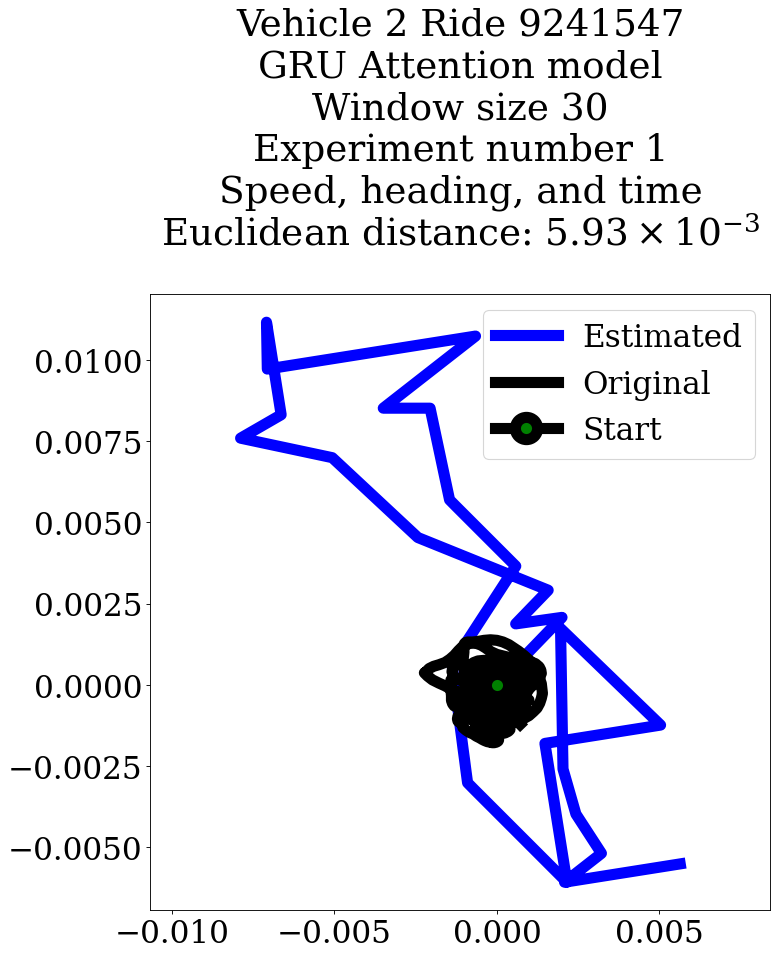 Vehicle 2 Ride 9241547
GRU Attention model
Window size 30
Experiment number 1
Speed, heading, and time
Euclidean distance: 5.93 × 10⁻³
Estimated
Original
Start
0.0100
0.0075
0.0050
0.0025
0.0000
−0.0025
−0.0050
−0.010 −0.005 0.000 0.005